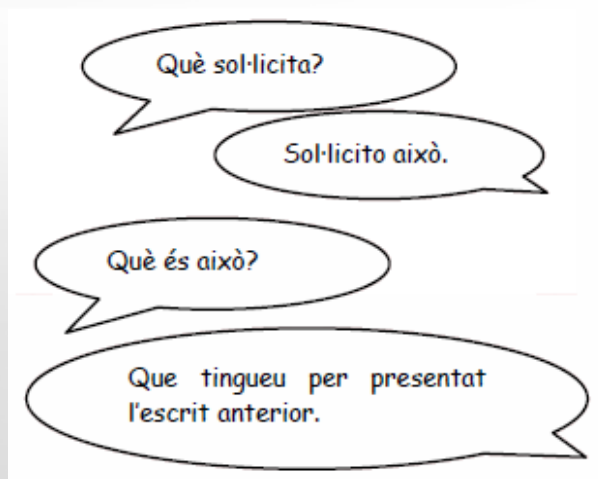 Què sol·licita?
Sol·licito això.
Què és això?
Que tingueu per presentat
l'escrit anterior.